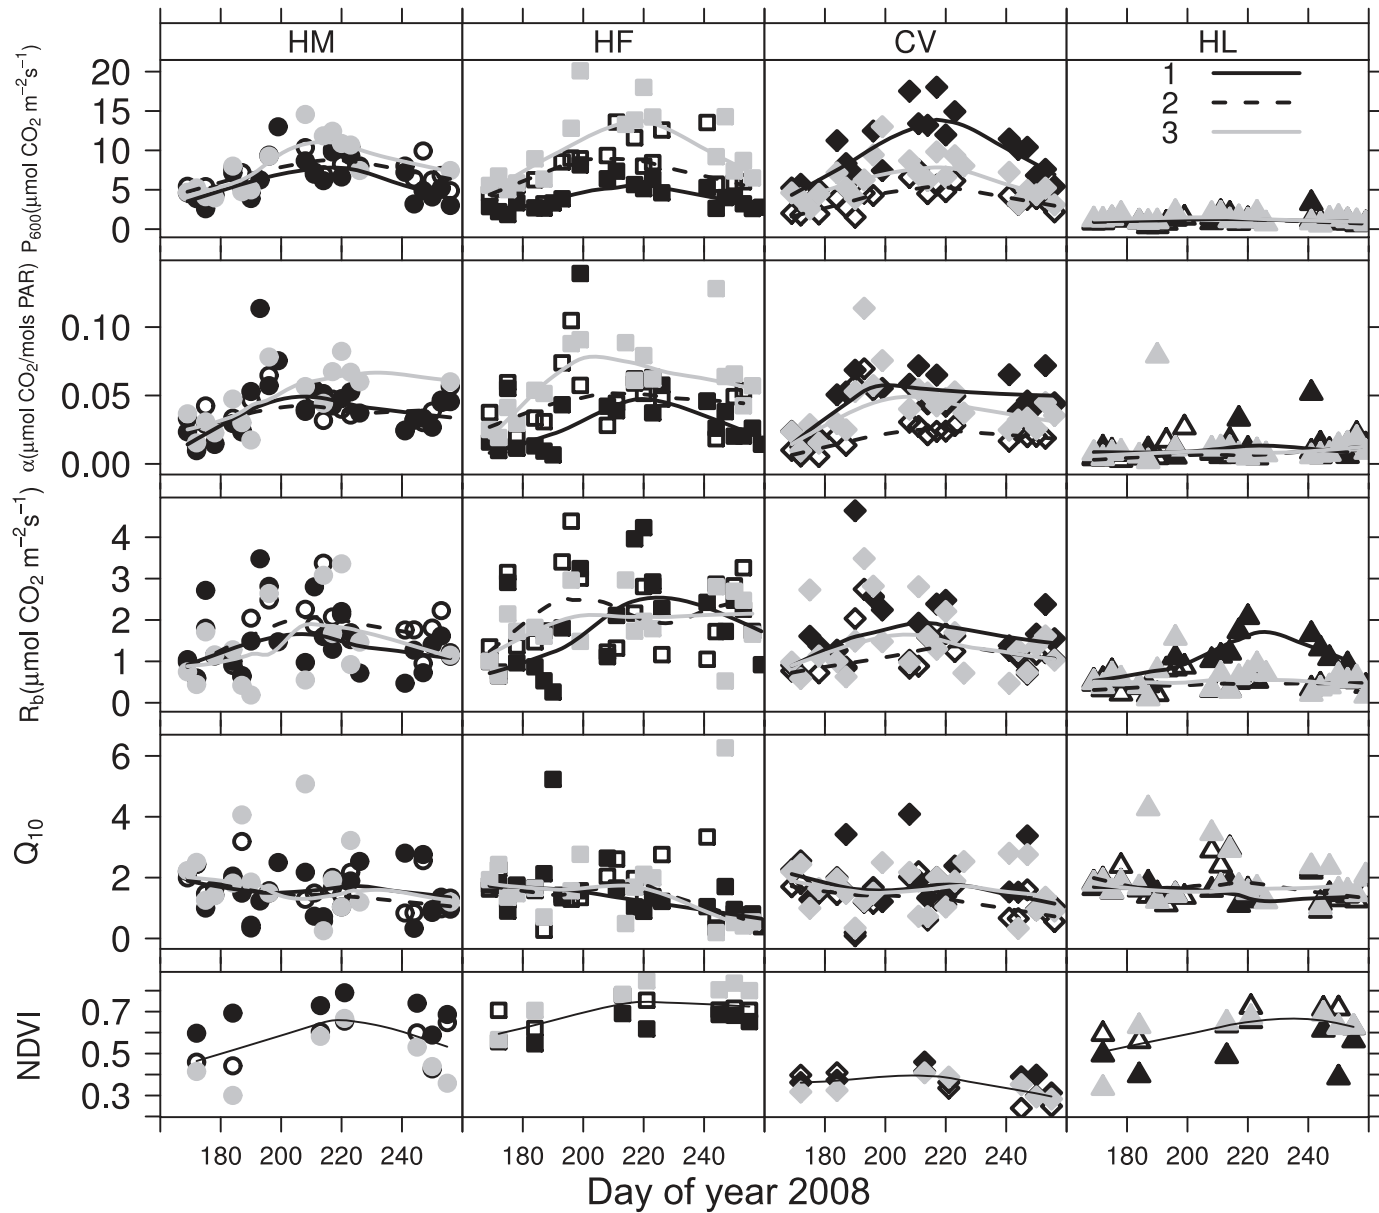 HM HF CV HL
P600(μmol CO2 m−2s−1)
20
15
10
5
0
1
2
3
α(μmol CO2/mols PAR)
0.10
0.05
0.00
Rb(μmol CO2 m−2s−1)
4
3
2
1
0
Q10
6
4
2
0
NDVI
0.7
0.5
0.3
180 200 220 240 180 200 220 240 180 200 220 240 180 200 220 240
Day of year 2008